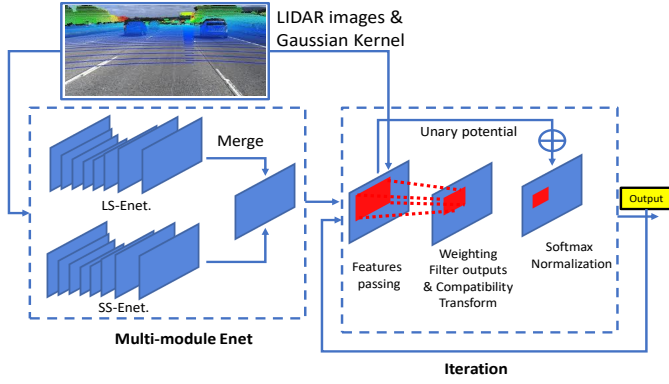 LIDAR images &
Gaussian Kernel
Merge
LS-Enet.
SS-Enet.
Multi-module Enet
Unary potential
Features
passing
Weighting
Filter outputs
& Compatibility
Transform
Softmax
Normalization
Output
Iteration